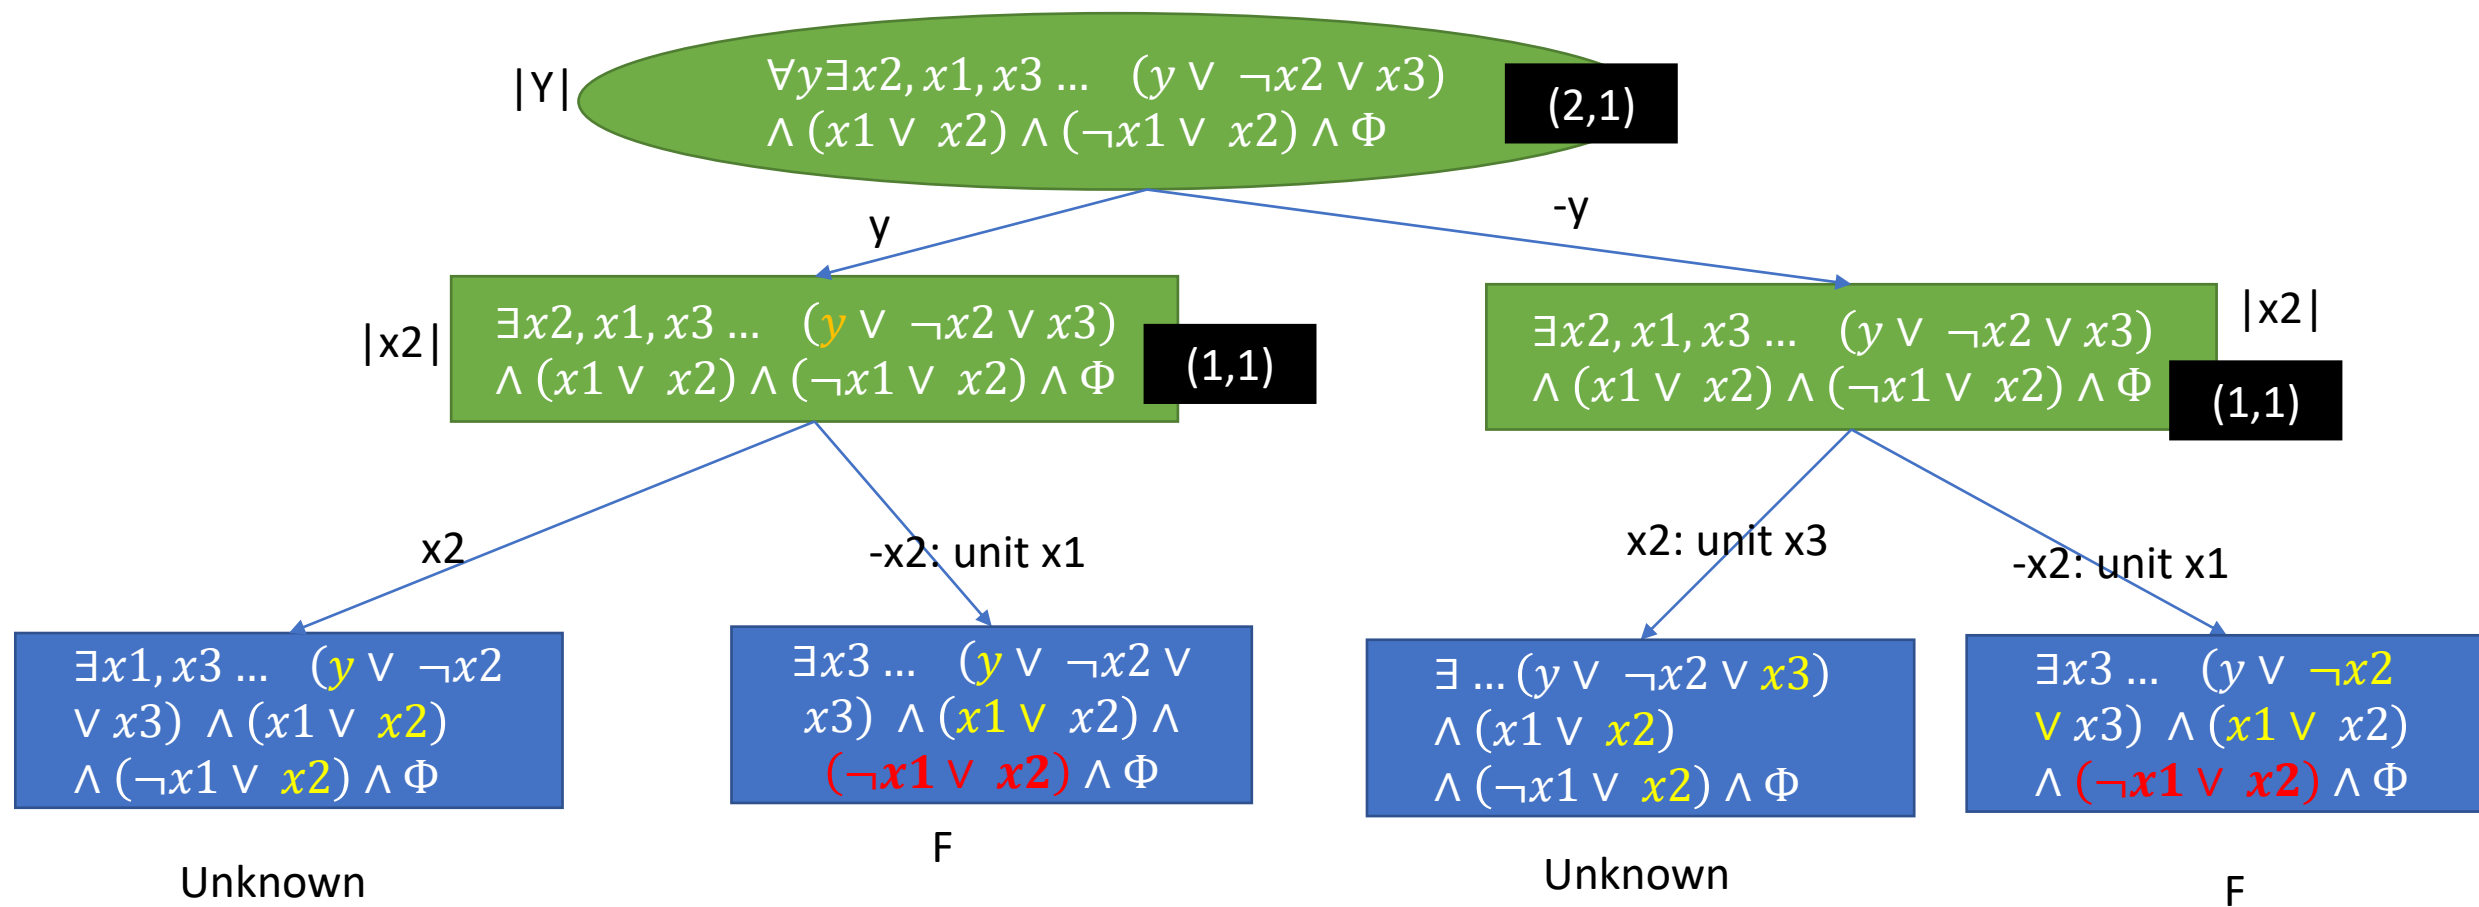 |Y|
∀y∃x2, x1, x3 … (y ∨ ¬x2 ∨ x3)
∧ (x1 ∨ x2) ∧ (¬x1 ∨ x2) ∧ Φ
(2,1)
y
-y
|x2|
∃x2, x1, x3 … (y ∨ ¬x2 ∨ x3)
∧ (x1 ∨ x2) ∧ (¬x1 ∨ x2) ∧ Φ
(1,1)
∃x2, x1, x3 … (y ∨ ¬x2 ∨ x3)
∧ (x1 ∨ x2) ∧ (¬x1 ∨ x2) ∧ Φ
|x2|
(1,1)
x2
-x2: unit x1
x2: unit x3
-x2: unit x1
∃x1, x3 … (y ∨ ¬x2
∨ x3) ∧ (x1 ∨ x2)
∧ (¬x1 ∨ x2) ∧ Φ
Unknown
∃x3 … (y ∨ ¬x2 ∨
x3) ∧ (x1 ∨ x2) ∧
(¬x1 ∨ x2) ∧ Φ
F
∃ … (y ∨ ¬x2 ∨ x3)
∧ (x1 ∨ x2)
∧ (¬x1 ∨ x2) ∧ Φ
Unknown
∃x3 … (y ∨ ¬x2
∨ x3) ∧ (x1 ∨ x2)
∧ (¬x1 ∨ x2) ∧ Φ
F